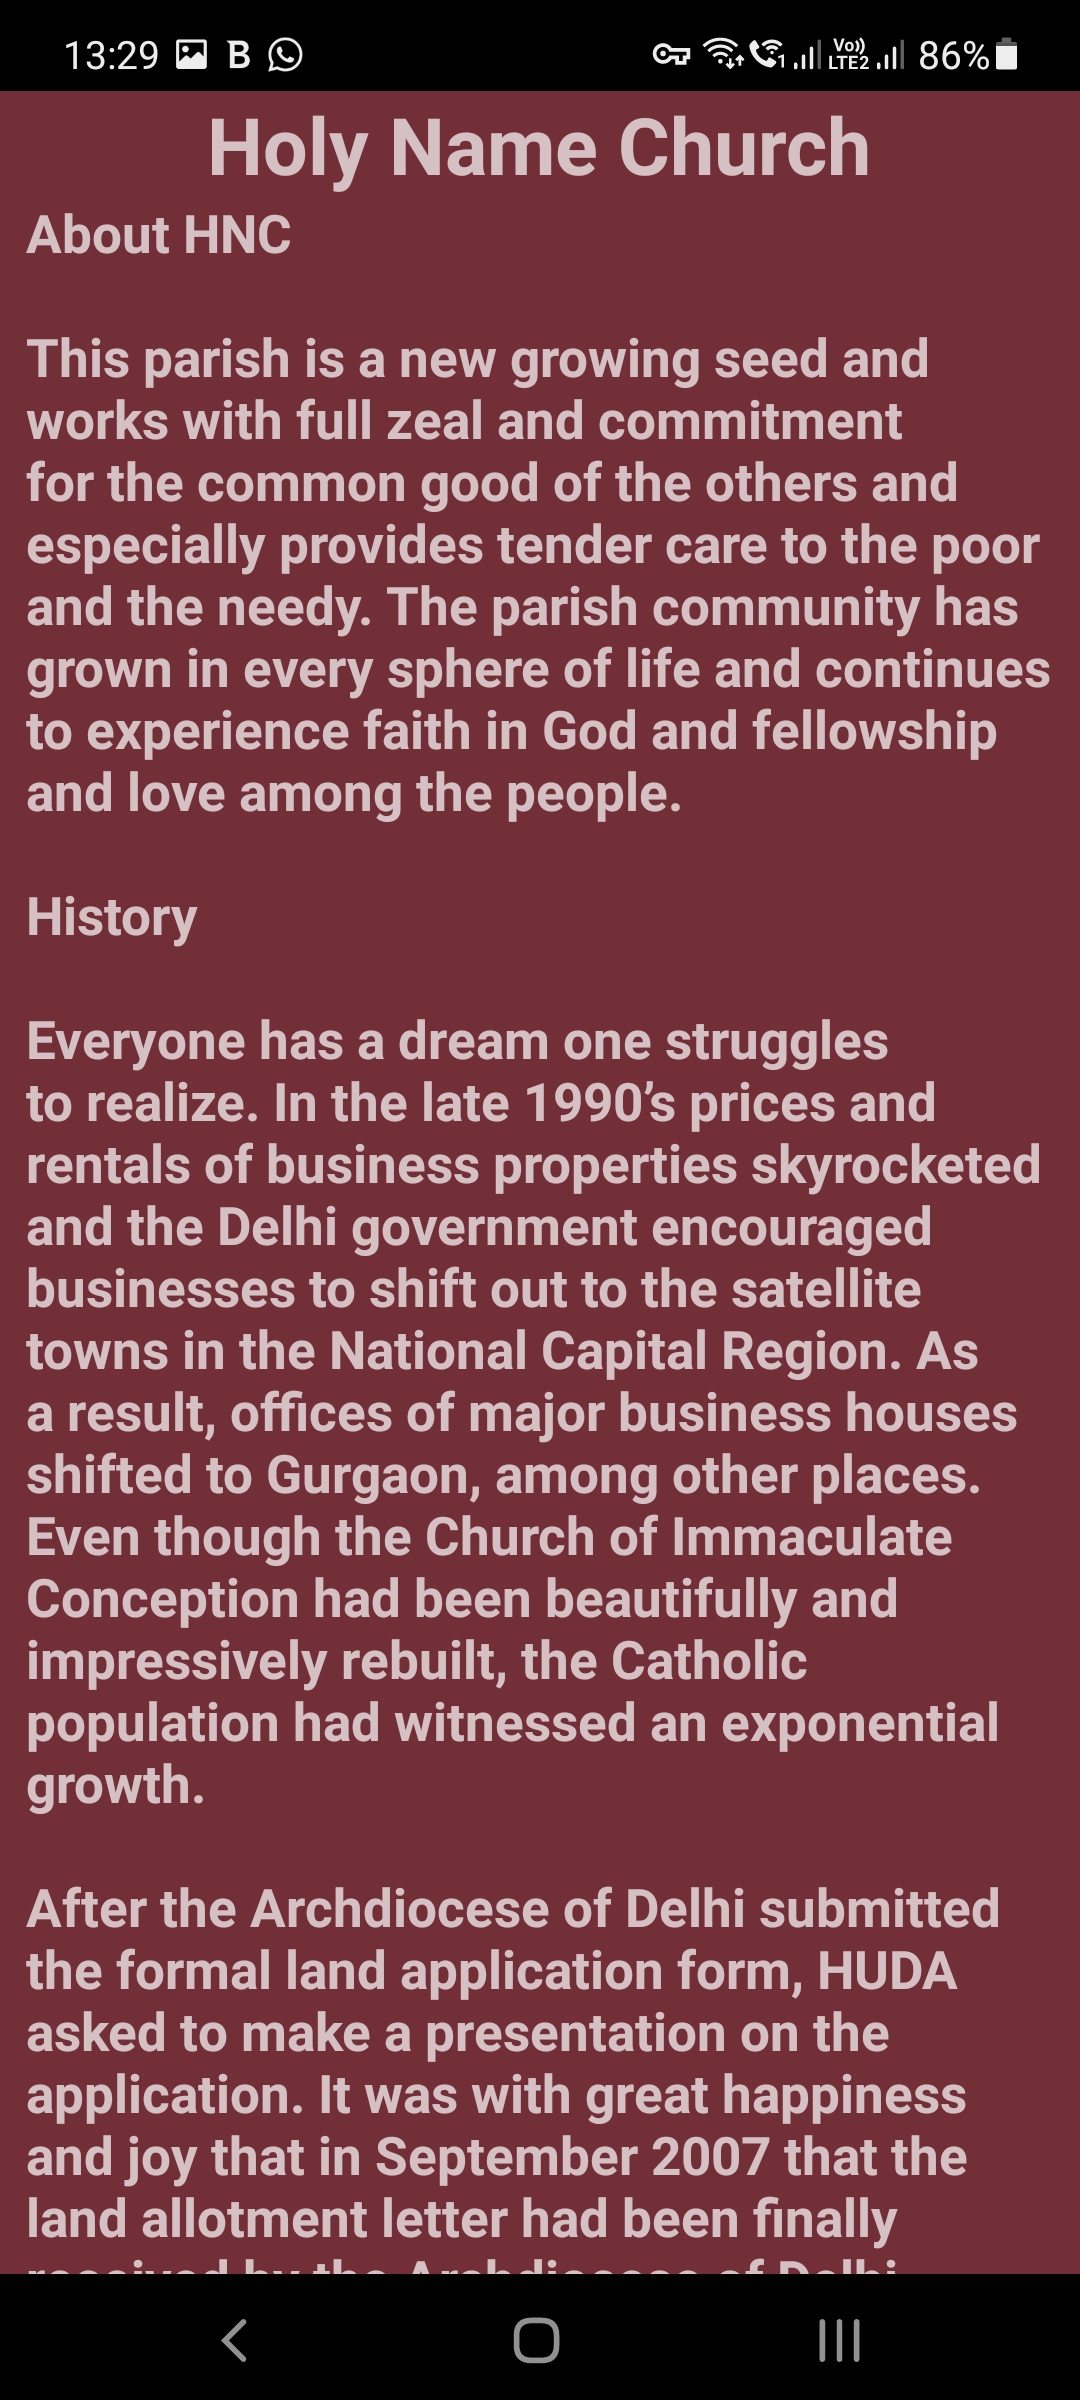 13:29 B 1 Vo)) LTE2 86%
Holy Name Church
About HNC
This parish is a new growing seed and
works with full zeal and commitment
for the common good of the others and
especially provides tender care to the poor
and the needy. The parish community has
grown in every sphere of life and continues
to experience faith in God and fellowship
and love among the people.
History
Everyone has a dream one struggles
to realize. In the late 1990’s prices and
rentals of business properties skyrocketed
and the Delhi government encouraged
businesses to shift out to the satellite
towns in the National Capital Region. As
a result, offices of major business houses
shifted to Gurgaon, among other places.
Even though the Church of Immaculate
Conception had been beautifully and
impressively rebuilt, the Catholic
population had witnessed an exponential
growth.
After the Archdiocese of Delhi submitted
the formal land application form, HUDA
asked to make a presentation on the
application. It was with great happiness
and joy that in September 2007 that the
land allotment letter had been finally
received by the Archdiocese of Delhi